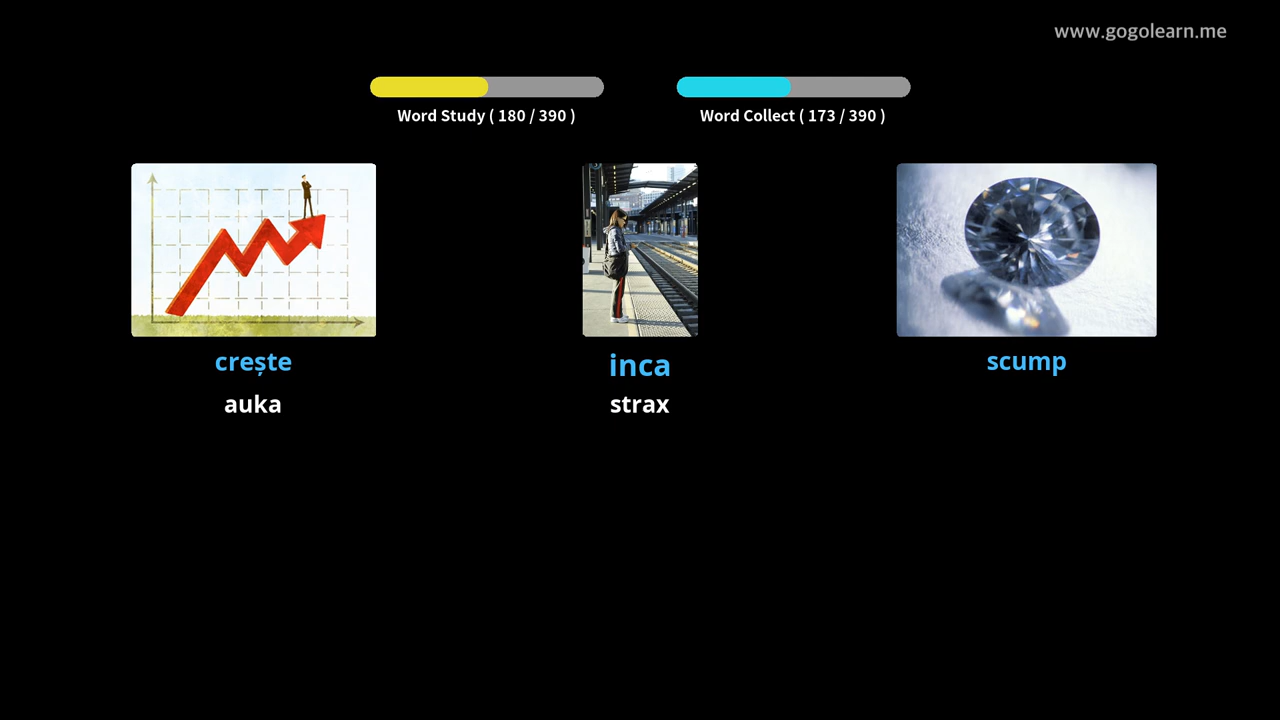 www.gogolearn.me
Word Study ( 180 / 390 )
Word Collect ( 173 / 390 )
crește
auka
inca
strax
scump